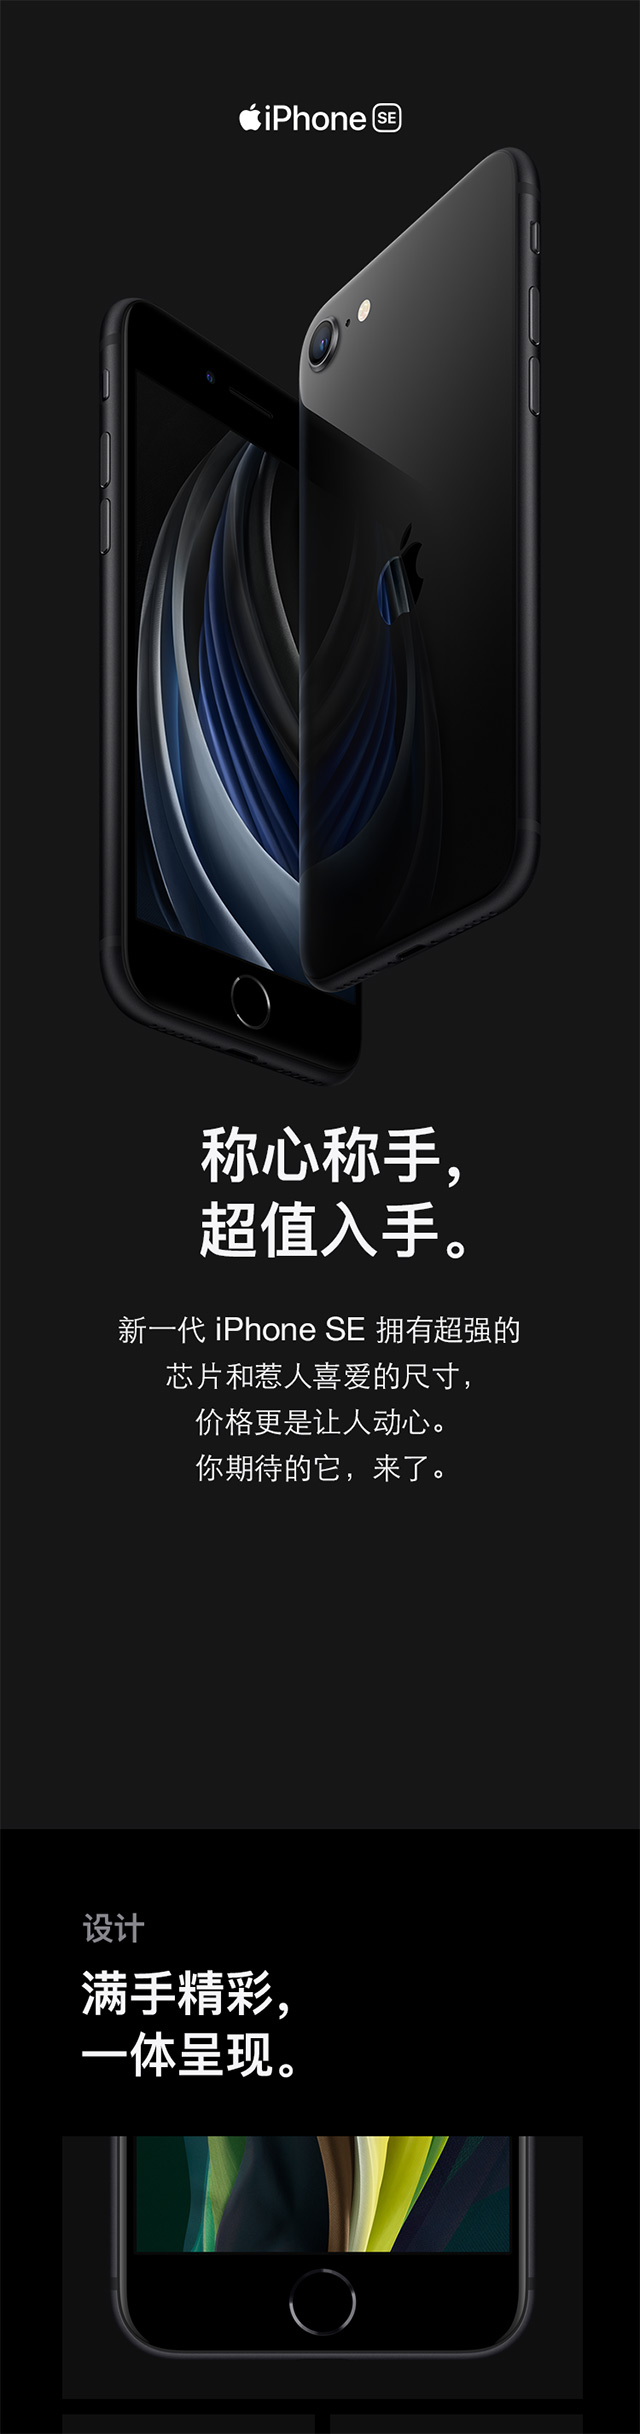 iPhone SE
称心称手，
超值入手。
新一代 iPhone SE 拥有超强的
芯片和惹人喜爱的尺寸，
价格更是让人动心。
你期待的它，来了。
设计
满手精彩，
一体呈现。